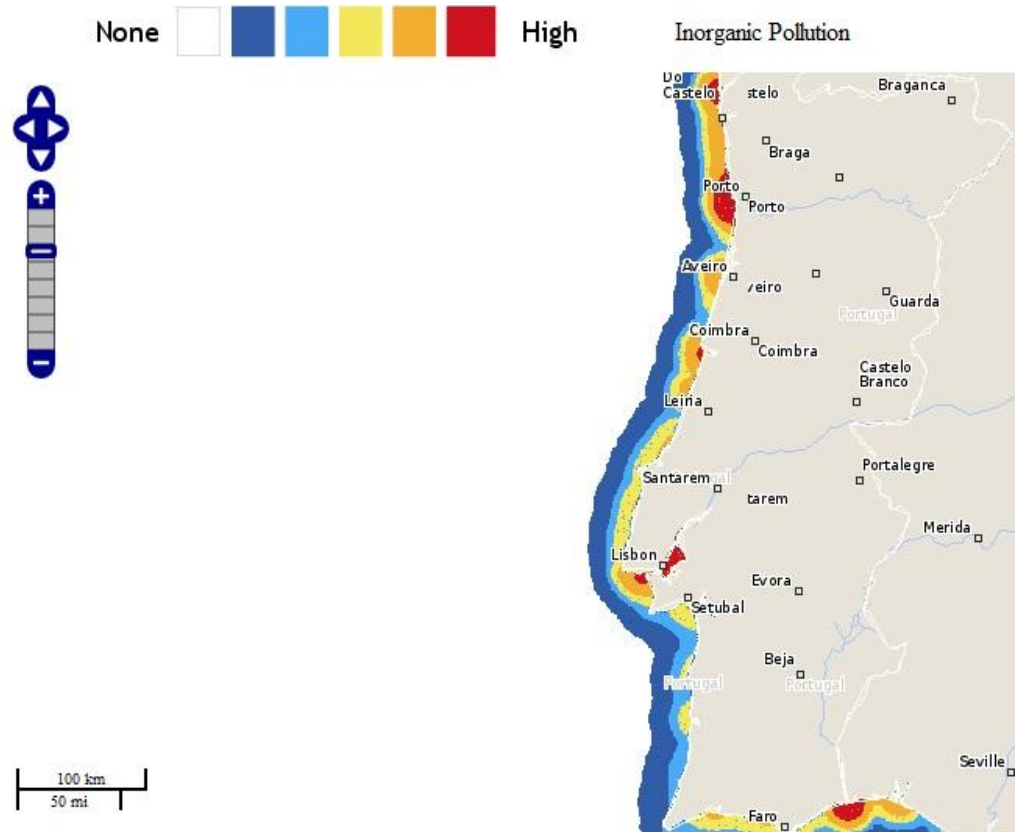 None
High
Inorganic Pollution
Do
Castelo
stelo
Braganca
Braga
Porto
Porto
Aveiro
veiro
Guarda
Portugal
Coimbra
Coimbra
Castelo
Branco
Leiria
Portalegre
Santarem
gal
tarem
Merida
Lisbon
Evora
Setubal
Beja
Portugal
Portugal
Seville
100 km
50 mi
Faro